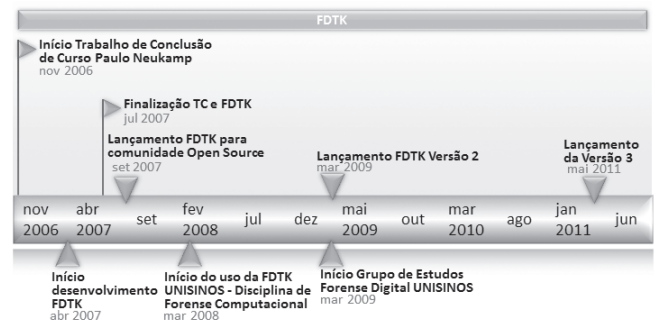 FDTK
Início Trabalho de Conclusão
de Curso Paulo Neukamp
nov 2006
Finalização TC e FDTK
jul 2007
Lançamento FDTK para
comunidade Open Source
set 2007
Lançamento FDTK Versão 2
mar 2009
Lançamento
da Versão 3
mai 2011
nov
2006
abr
2007
set
fev
2008
jul
dez
mai
2009
out
mar
2010
ago
jan
2011
jun
Início
desenvolvimento
FDTK
abr 2007
Início do uso da FDTK
UNISINOS - Disciplina de
Forense Computacional
mar 2008
Início Grupo de Estudos
Forense Digital UNISINOS
mar 2009